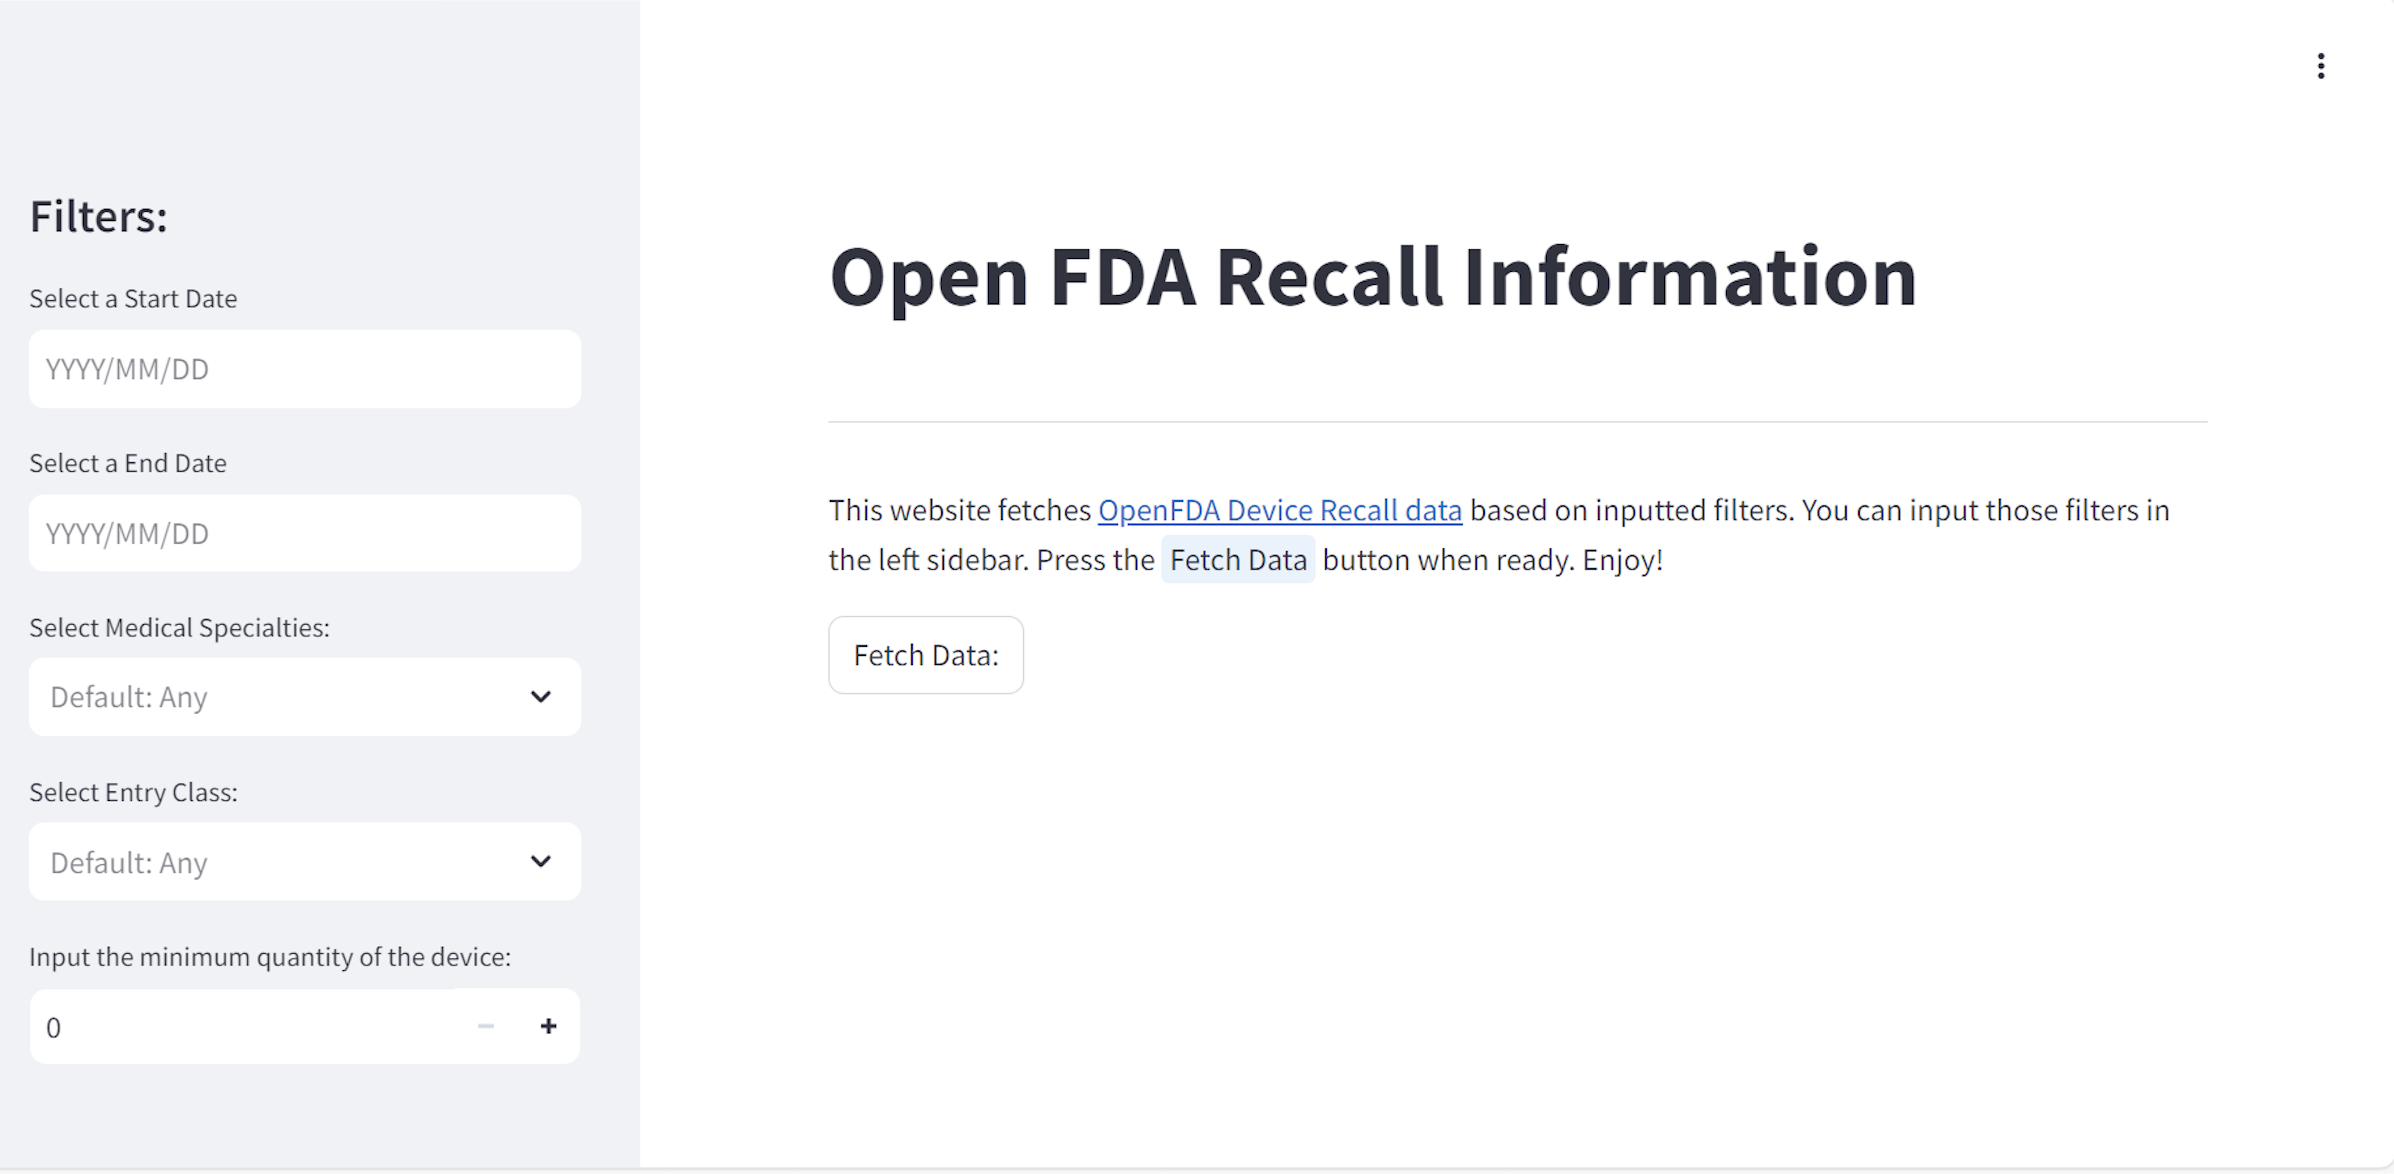 Filters:
Select a Start Date
YYYY/MM/DD
Select a End Date
YYYY/MM/DD
Select Medical Specialties:
Default: Any
Select Entry Class:
Default: Any
Input the minimum quantity of the device:
0
Open FDA Recall Information
This website fetches OpenFDA Device Recall data based on inputted filters. You can input those filters in
the left sidebar. Press the Fetch Data button when ready. Enjoy!
Fetch Data: